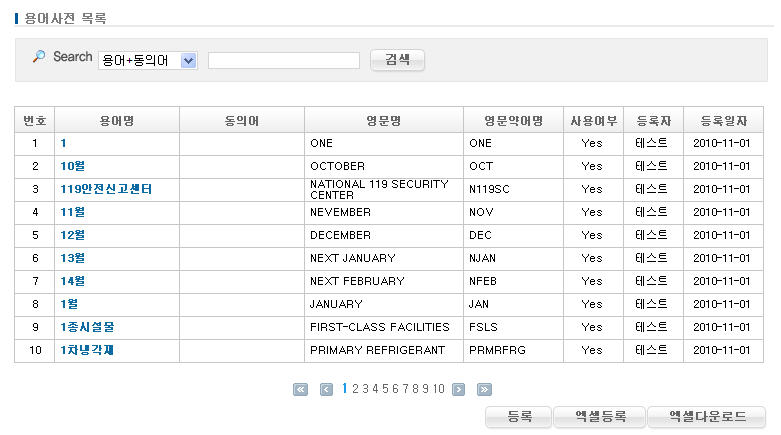 용어사전 목록
Search 용어+동의어 검색
번호 용어명 동의어 영문명 영문약어명 사용여부 등록자 등록일자
1 1 ONE ONE Yes 테스트 2010-11-01
2 10월 OCTOBER OCT Yes 테스트 2010-11-01
3 119안전신고센터 NATIONAL 119 SECURITY CENTER N119SC Yes 테스트 2010-11-01
4 11월 NEVEMBER NOV Yes 테스트 2010-11-01
5 12월 DECEMBER DEC Yes 테스트 2010-11-01
6 13월 NEXT JANUARY NJAN Yes 테스트 2010-11-01
7 14월 NEXT FEBRUARY NFEB Yes 테스트 2010-11-01
8 1월 JANUARY JAN Yes 테스트 2010-11-01
9 1종시설물 FIRST-CLASS FACILITIES FSLS Yes 테스트 2010-11-01
10 1차냉각재 PRIMARY REFRIGERANT PRMRFRG Yes 테스트 2010-11-01
1 2 3 4 5 6 7 8 9 10
등록 엑셀등록 엑셀다운로드